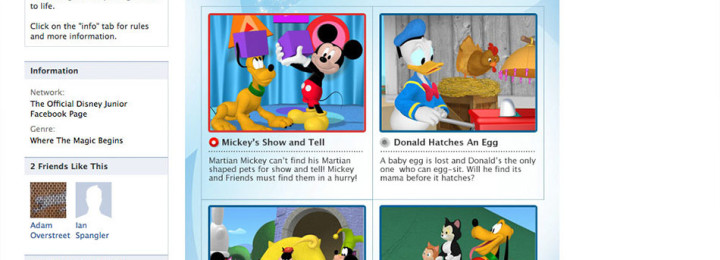 to life.
Click on the "info" tab for rules
and more information.
Information
Network:
The Official Disney Junior
Facebook Page
Genre:
Where The Magic Begins
2 Friends Like This
Adam
Overstreet
Ian
Spangler
Mickey's Show and Tell
Martian Mickey can't find his Martian
shaped pets for show and tell! Mickey
and Friends must find them in a hurry!
Donald Hatches An Egg
A baby egg is lost and Donald's the only
one who can egg-sit. Will he find its
mama before it hatches?